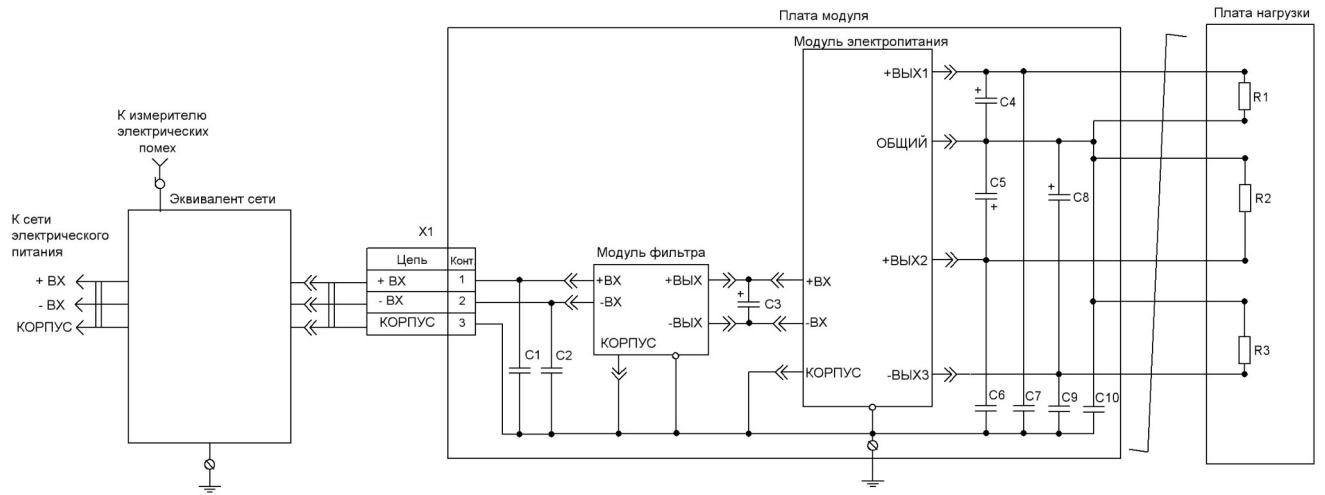 Плата модуля
Плата нагрузки
Модуль электропитания
+ВЫХ1
ОБЩИЙ
+ВЫХ2
-ВЫХ3
+ВХ
-ВХ
КОРПУС
+
C4
C5
+
+
C8
C6
C7
C9
C10
R1
R2
R3
К измерителю
электрических
помех
Эквивалент сети
К сети
электрического
питания
+ ВХ
- ВХ
КОРПУС
X1
Цепь Конт.
+ ВХ 1
- ВХ 2
КОРПУС 3
C1
C2
Модуль фильтра
+ВХ +ВЫХ
-ВХ
-ВЫХ
КОРПУС
+
C3